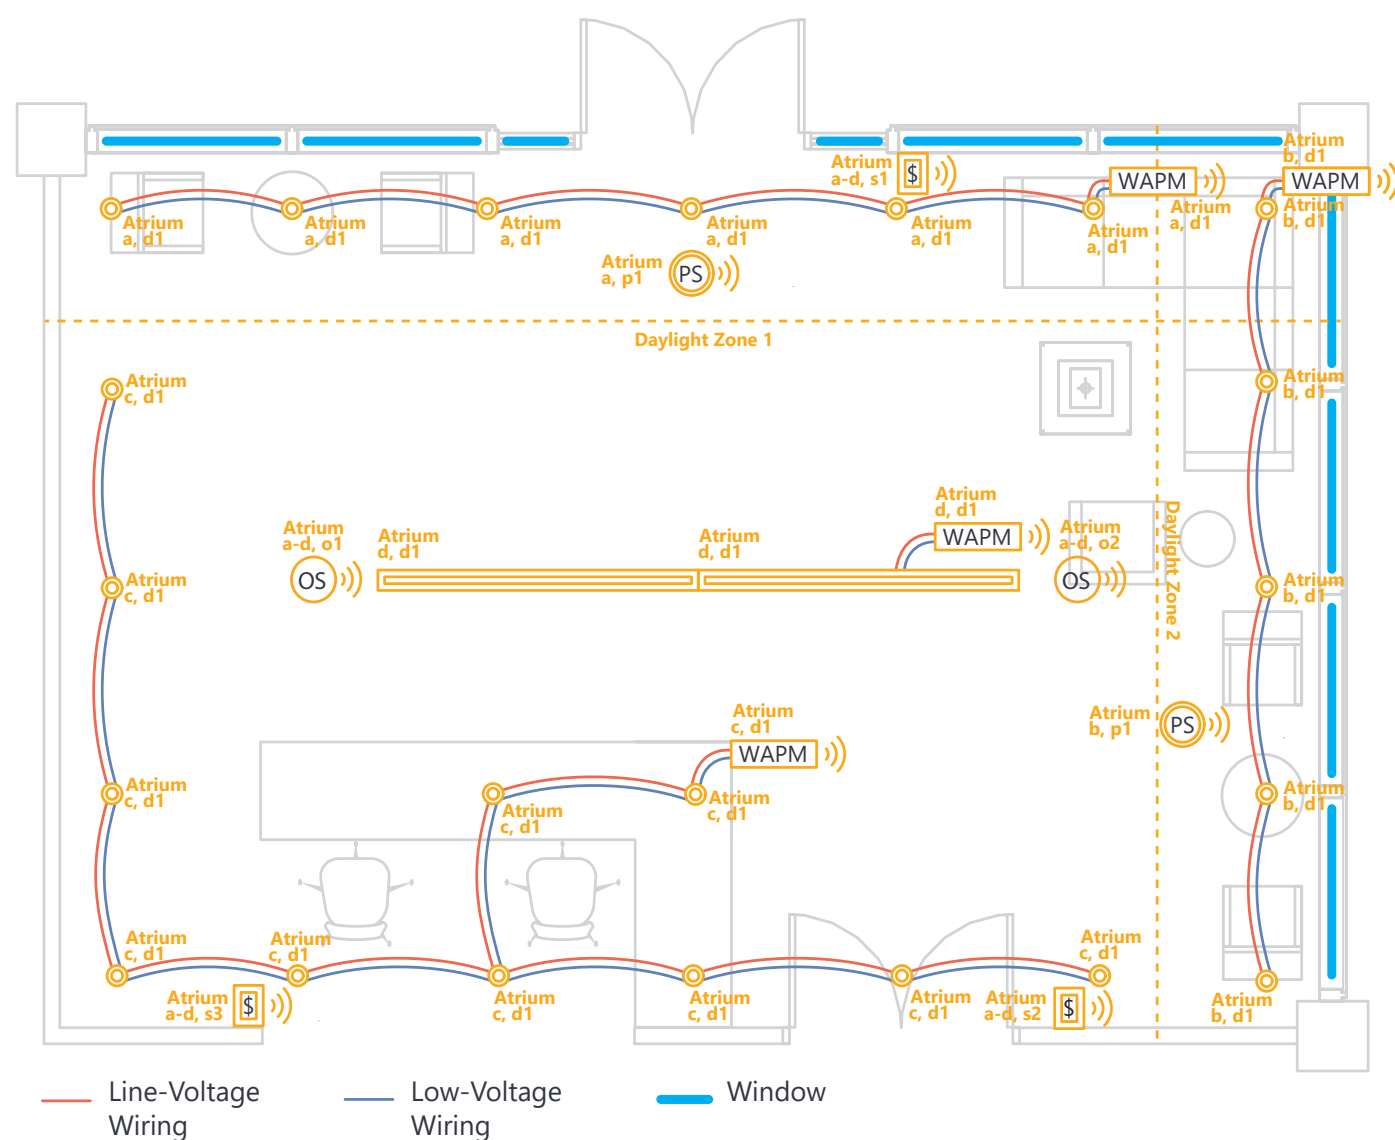 Atrium
b, d1
Atrium
a-d, s1
$
WAPM
WAPM
Atrium
a, d1
Atrium
a, d1
Atrium
a, d1
Atrium
a, d1
Atrium
a, d1
Atrium
a, d1
Atrium
a, d1
Atrium
b, d1
Atrium
a, p1
PS
Daylight Zone 1
Atrium
c, d1
Atrium
b, d1
Atrium
d, d1
WAPM
Atrium
a-d, o1
OS
Atrium
d, d1
Atrium
d, d1
Atrium
a-d, o2
OS
Daylight Zone 2
Atrium
c, d1
Atrium
b, d1
Atrium
c, d1
WAPM
Atrium
b, p1
PS
Atrium
c, d1
Atrium
c, d1
Atrium
c, d1
Atrium
b, d1
Atrium
c, d1
Atrium
c, d1
Atrium
c, d1
Atrium
a-d, s3
$
Atrium
c, d1
Atrium
c, d1
Atrium
c, d1
Atrium
a-d, s2
$
Atrium
b, d1
Line-Voltage
Wiring
Low-Voltage
Wiring
Window